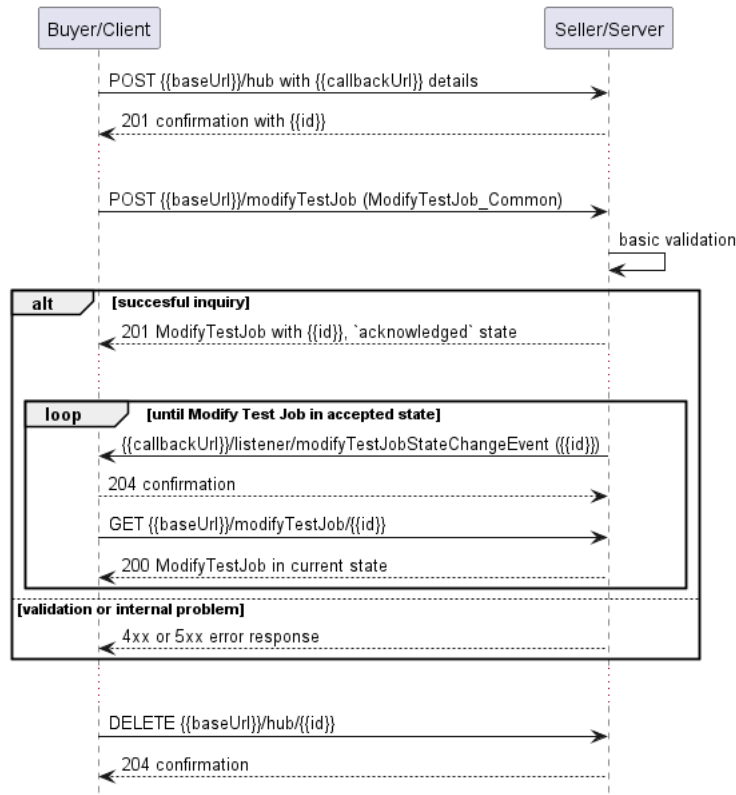 Buyer/Client
Seller/Server
POST {{baseUrl}}/hub with {{callbackUrl}} details
201 confirmation with {{id}}
POST {{baseUrl}}/modifyTestJob (ModifyTestJob_Common)
basic validation
alt
[succesful inquiry]
201 ModifyTestJob with {{id}}, `acknowledged` state
loop
[until Modify Test Job in accepted state]
{{callbackUrl}}/listener/modifyTestJobStateChangeEvent ({{id}})
204 confirmation
GET {{baseUrl}}/modifyTestJob/{{id}}
200 ModifyTestJob in current state
[validation or internal problem]
4xx or 5xx error response
DELETE {{baseUrl}}/hub/{{id}}
204 confirmation